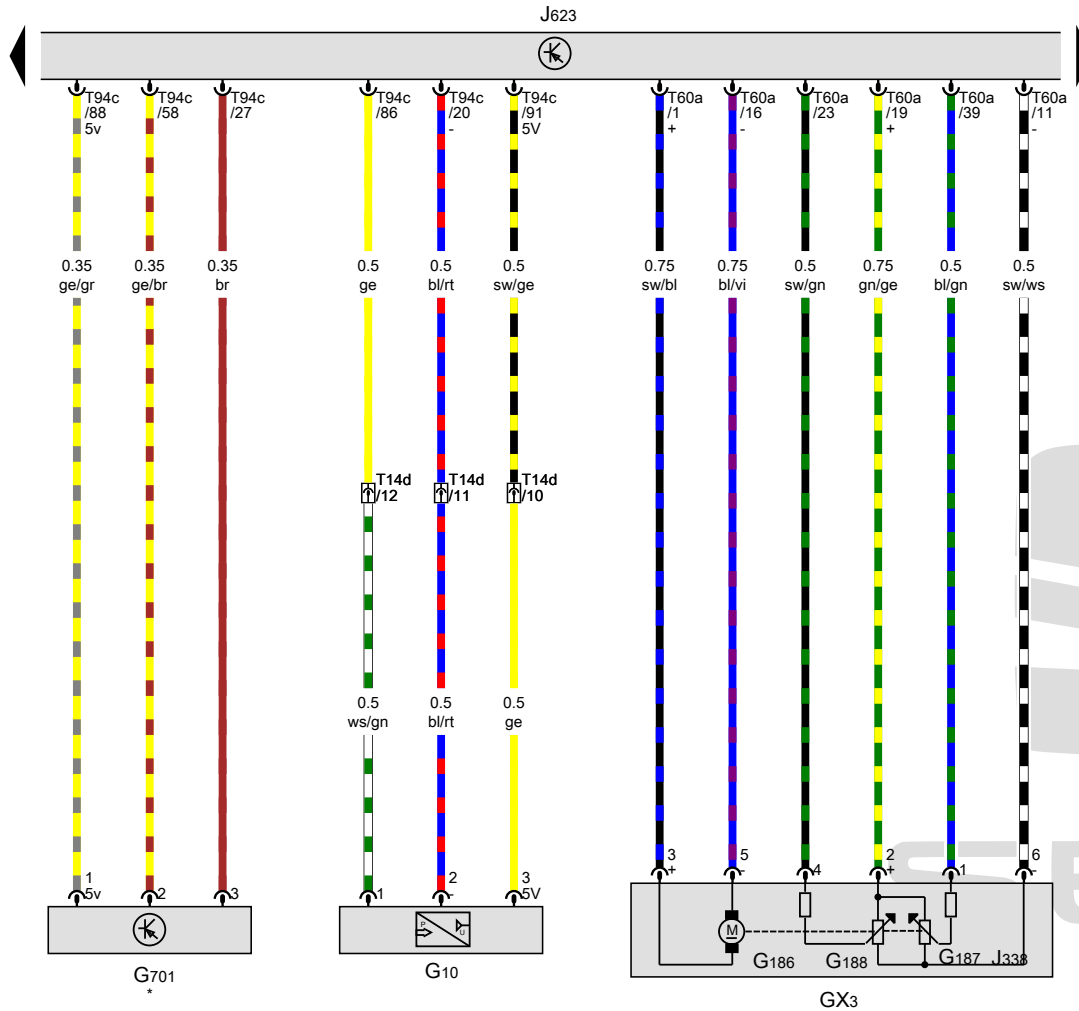 J623
T94c T94c T94c T94c T94c T94c T60a T60a T60a T60a T60a T60a
/88 /58 /27 /86 /20 /91 /1 /16 /23 /19 /39 /11
5v - 5V + - + -
0.35 0.35 0.35 0.5 0.5 0.5 0.75 0.75 0.5 0.75 0.5 0.5
ge/gr ge/br br ge bl/rt sw/ge sw/bl bl/vi sw/gn gn/ge bl/gn sw/ws
T14d T14d T14d
/12 /11 /10
0.5 0.5 0.5
ws/gn bl/rt ge
1 2 3 1 2 3 3 5 4 2 1 6
5v - 5V + - + -
P U M
G186 G188 G187 J338
G701 G10
*
GX3